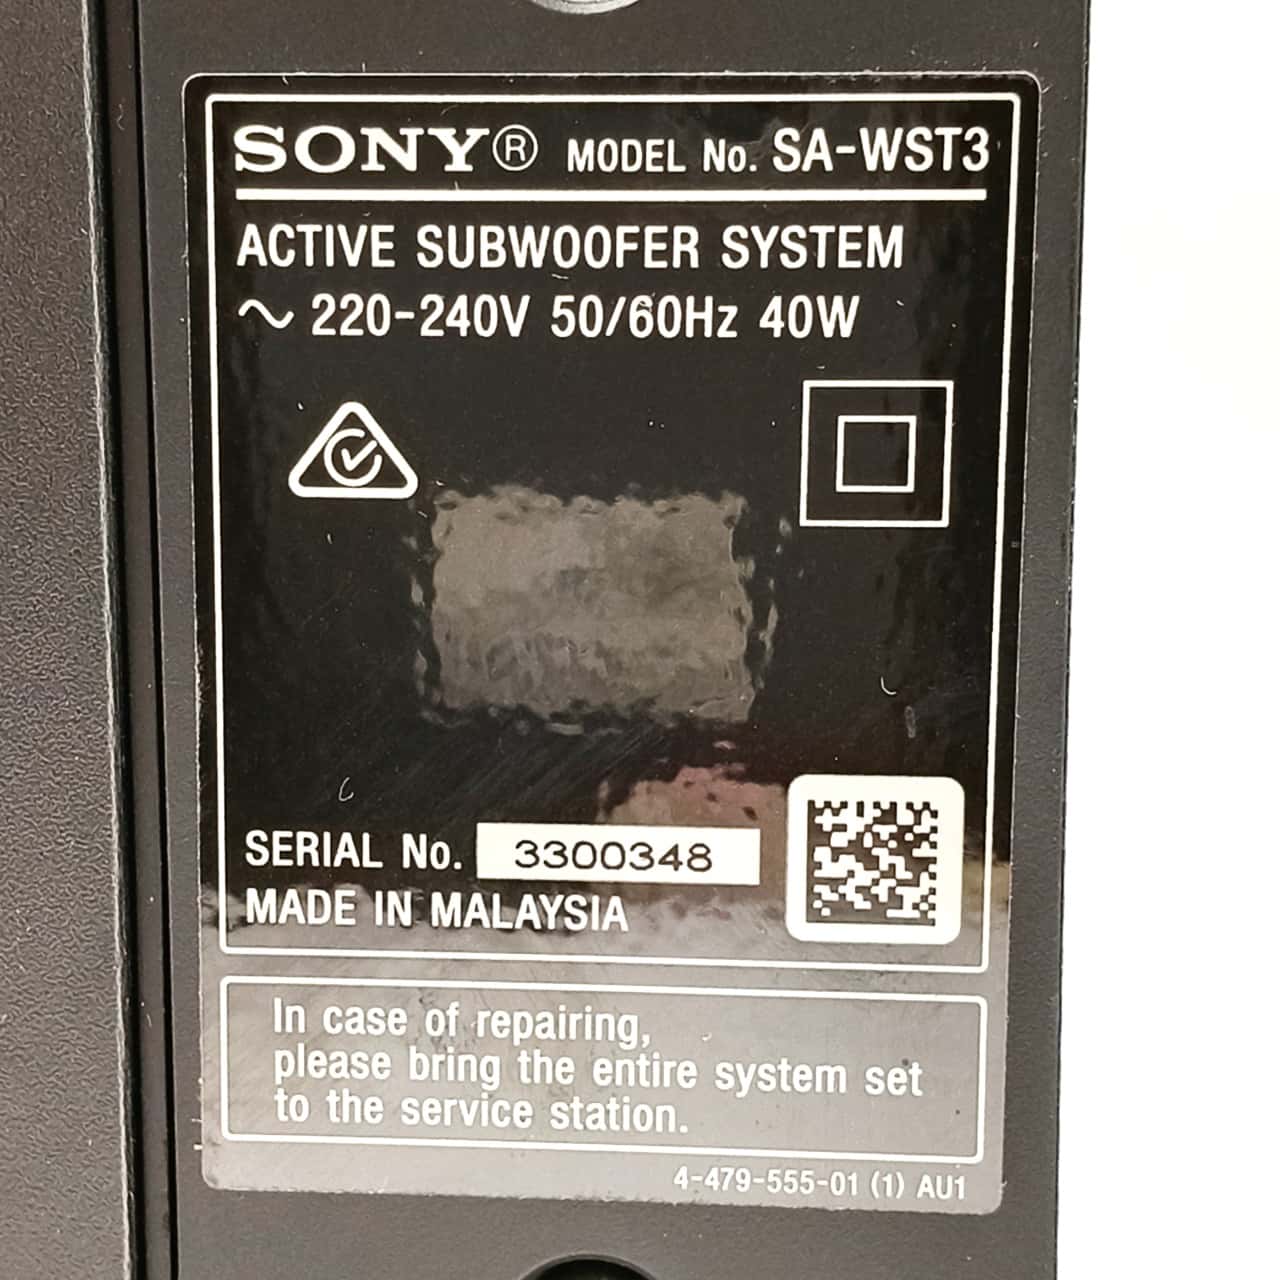 SONY® MODEL No. SA-WST3
ACTIVE SUBWOOFER SYSTEM
~ 220-240V 50/60Hz 40W
SERIAL No. 3300348
MADE IN MALAYSIA
In case of repairing,
please bring the entire system set
to the service station.
4-479-555-01 (1) AU1